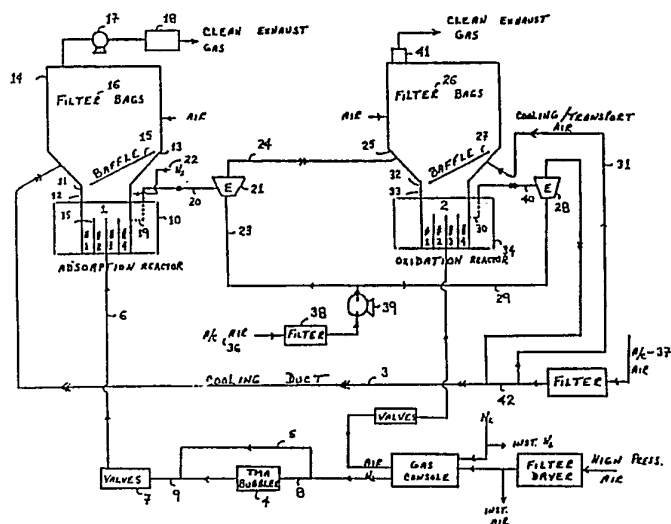 17
18
CLEAN EXHAUST
GAS
14
16
FILTER BAGS
AIR
15
13
BAFFLE
22
N2
11
12
1
35
# 1
# 2
# 3
# 4
19
10
ADSORPTION REACTOR
20
E
21
24
23
6
CLEAN EXHAUST
GAS
41
26
FILTER BAGS
AIR
25
27
BAFFLE
COOLING/TRANSPORT
AIR
31
32
33
2
# 1
# 2
# 3
# 4
30
34
OXIDATION REACTOR
40
E
28
29
A/C AIR
36
38
FILTER
39
COOLING DUCT
3
42
FILTER
A/C-37
AIR
VALVES
7
9
5
TMA
BUBBLER
4
8
N2
AIR
VALVES
GAS
CONSOLE
N2
INST. N2
INST.
AIR
FILTER
DRYER
HIGH PRESS.
AIR